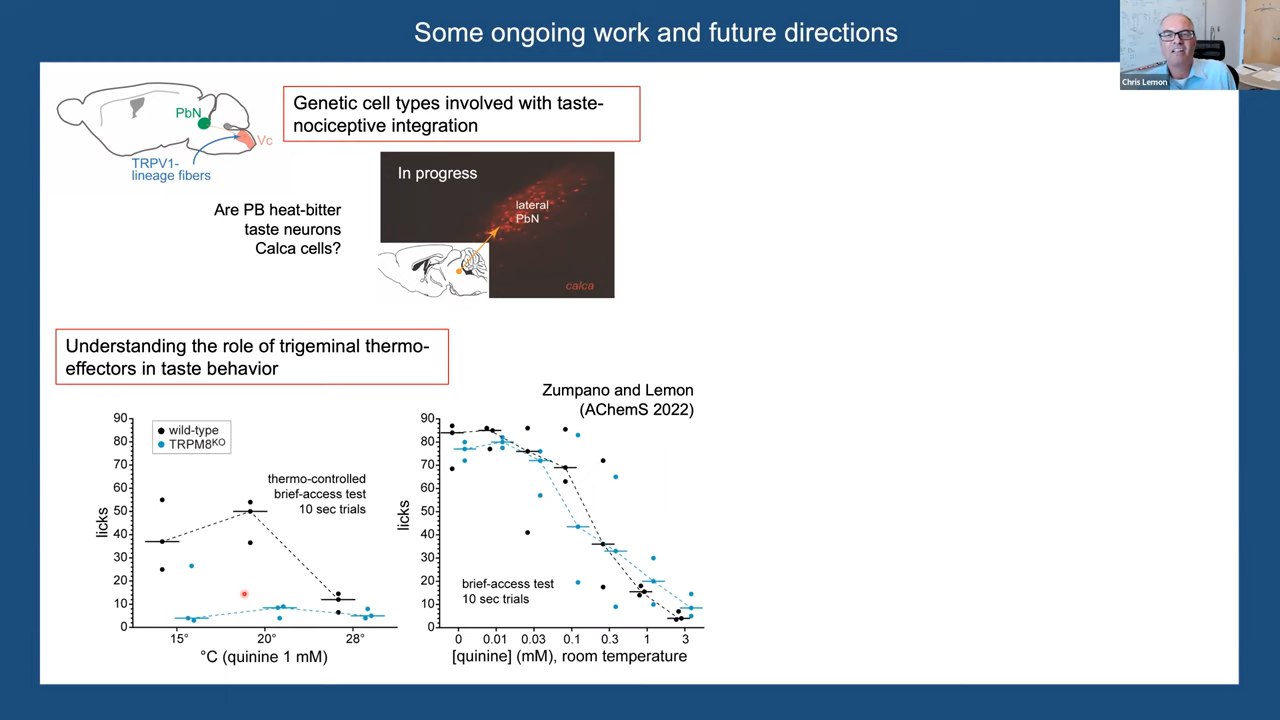 Some ongoing work and future directions
Chris Lemon
PbN
Vc
TRPV1-
lineage fibers
Genetic cell types involved with taste-
nociceptive integration
In progress
lateral
PbN
calca
Are PB heat-bitter
taste neurons
Calca cells?
Understanding the role of trigeminal thermo-
effectors in taste behavior
Zumpano and Lemon
(AChemS 2022)
wild-type
TRPM8KO
thermo-controlled
brief-access test
10 sec trials
licks
90
80
70
60
50
40
30
20
10
0
15°
20°
28°
°C (quinine 1 mM)
licks
90
80
70
60
50
40
30
20
10
0
brief-access test
10 sec trials
0
0.01
0.03
0.1
0.3
1
3
[quinine] (mM), room temperature